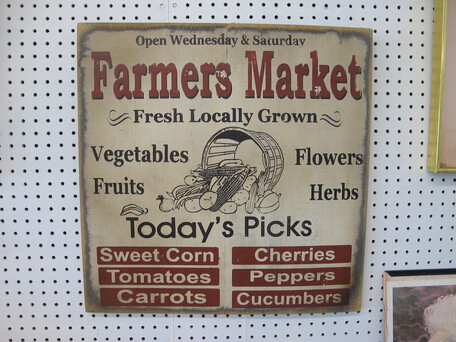 Open Wednesday & Saturday
Farmers Market
Fresh Locally Grown
Vegetables Flowers
Fruits Herbs
Today's Picks
Sweet Corn Cherries
Tomatoes Peppers
Carrots Cucumbers